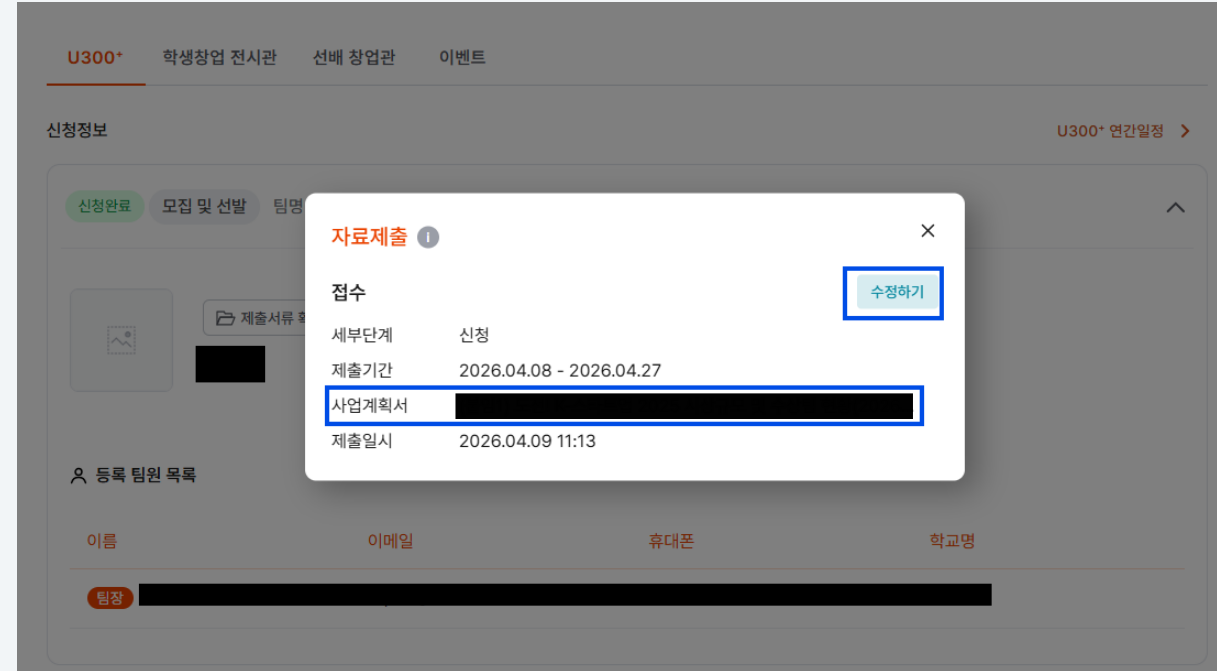 U300⁺ 학생창업 전시관 선배 창업관 이벤트
신청정보
U300⁺ 연간일정
신청완료 모집 및 선발 팀명
자료제출
접수
수정하기
제출서류
세부단계 신청
제출기간 2026.04.08 - 2026.04.27
사업계획서
제출일시 2026.04.09 11:13
등록 팀원 목록
이름 이메일 휴대폰 학교명
팀장